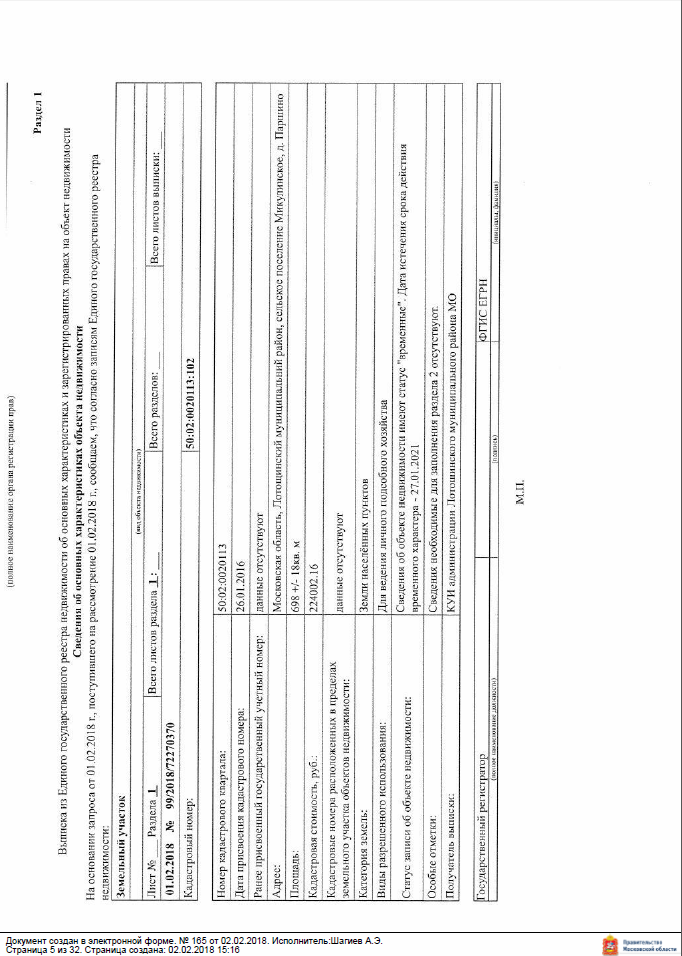 (полное наименование органа регистрации прав)
Раздел 1
Выписка из Единого государственного реестра недвижимости об основных характеристиках и зарегистрированных правах на объект недвижимости
Сведения об основных характеристиках объекта недвижимости
На основании запроса от 01.02.2018 г., поступившего на рассмотрение 01.02.2018 г., сообщаем, что согласно записям Единого государственного реестра
недвижимости:
Земельный участок
(вид объекта недвижимости)
Лист № ___ Раздела 1 Всего листов раздела 1: ___ Всего разделов: ___ Всего листов выписки: ___
01.02.2018 № 99/2018/72270370
Кадастровый номер: 50:02:0020113:102
Номер кадастрового квартала: 50:02:0020113
Дата присвоения кадастрового номера: 26.01.2016
Ранее присвоенный государственный учетный номер: данные отсутствуют
Адрес: Московская область, Лотошинский муниципальний район, сельское поселение Микулинское, д. Паршино
Площадь: 698 +/- 18кв. м
Кадастровая стоимость, руб.: 224002.16
Кадастровые номера расположенных в пределах
земельного участка объектов недвижимости: данные отсутствуют
Категория земель: Земли населённых пунктов
Виды разрешенного использования: Для ведения личного подсобного хозяйства
Статус записи об объекте недвижимости: Сведения об объекте недвижимости имеют статус "временные". Дата истечения срока действия
временного характера - 27.01.2021
Особые отметки: Сведения необходимые для заполнения раздела 2 отсутствуют.
Получатель выписки: КУИ администрации Лотошинского муниципального района МО
Государственный регистратор ФГИС ЕГРН
(полное наименование должности) (подпись) (инициалы, фамилия)
М.П.
Документ создан в электронной форме. № 165 от 02.02.2018. Исполнитель:Шагиев А.Э.
Страница 5 из 32. Страница создана: 02.02.2018 15:16
Правительство
Московской области